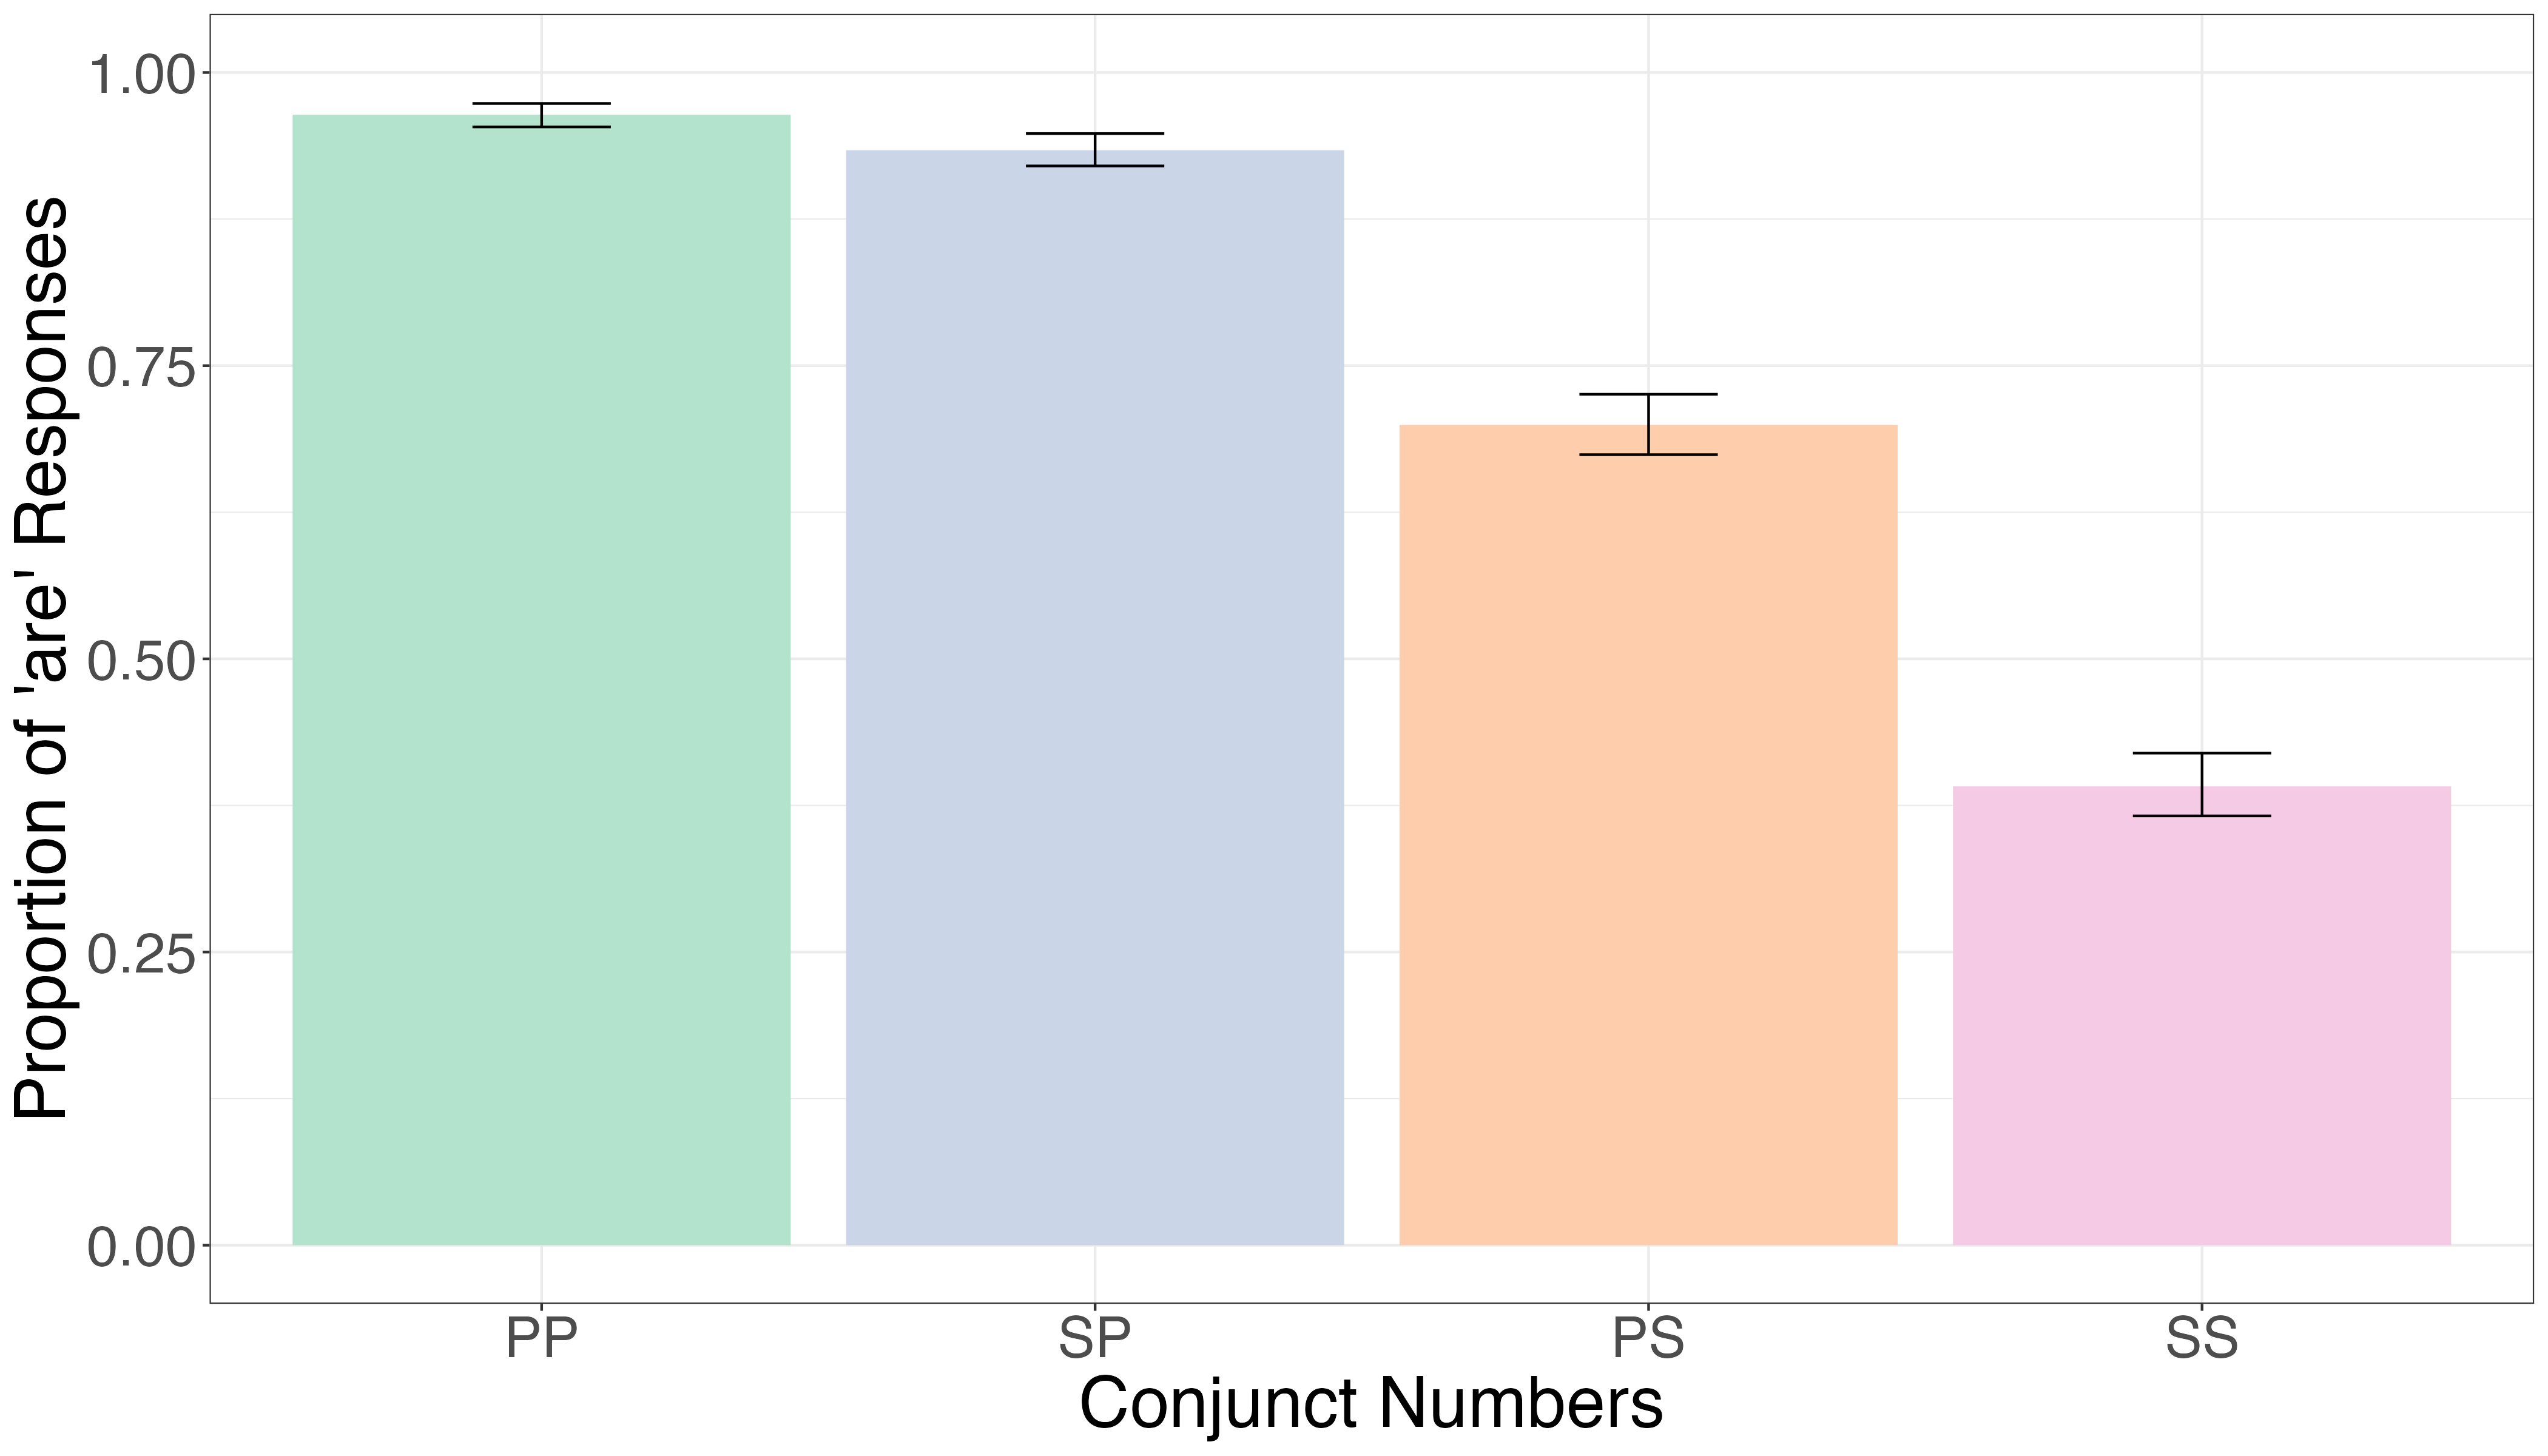 Proportion of 'are' Responses
1.00
0.75
0.50
0.25
0.00
PP SP PS SS
Conjunct Numbers